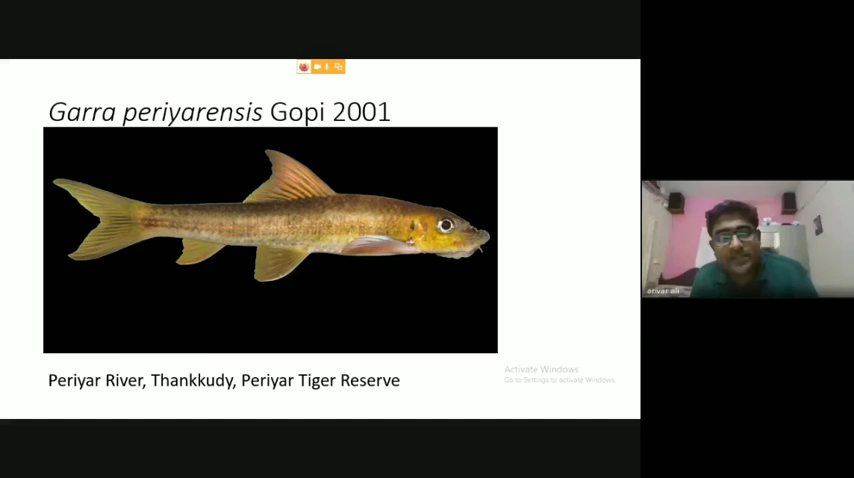 Garra periyarensis Gopi 2001
Periyar River, Thankkudy, Periyar Tiger Reserve
Activate Windows
Go to Settings to activate Windows.
arivar ali